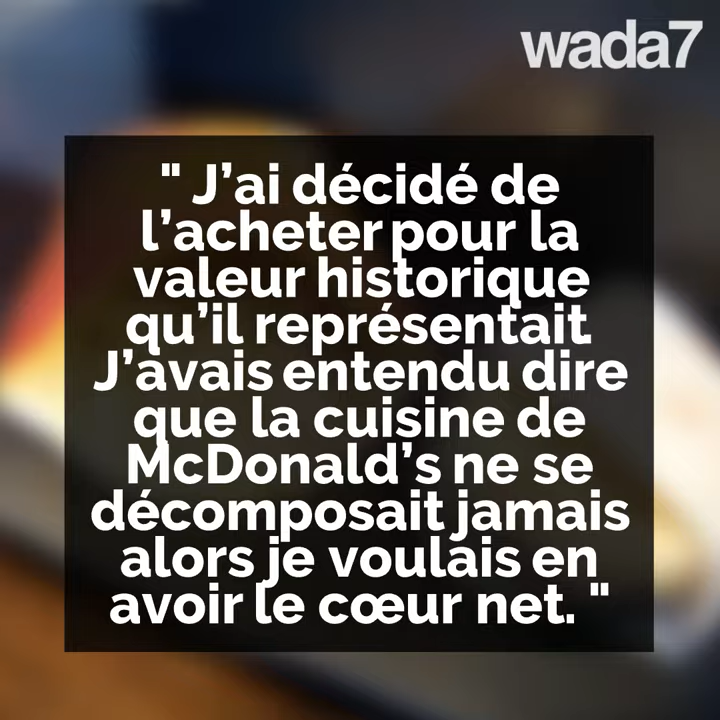 wada7
" J’ai décidé de
l’acheter pour la
valeur historique
qu’il représentait
J’avais entendu dire
que la cuisine de
McDonald’s ne se
décomposait jamais
alors je voulais en
avoir le cœur net. "